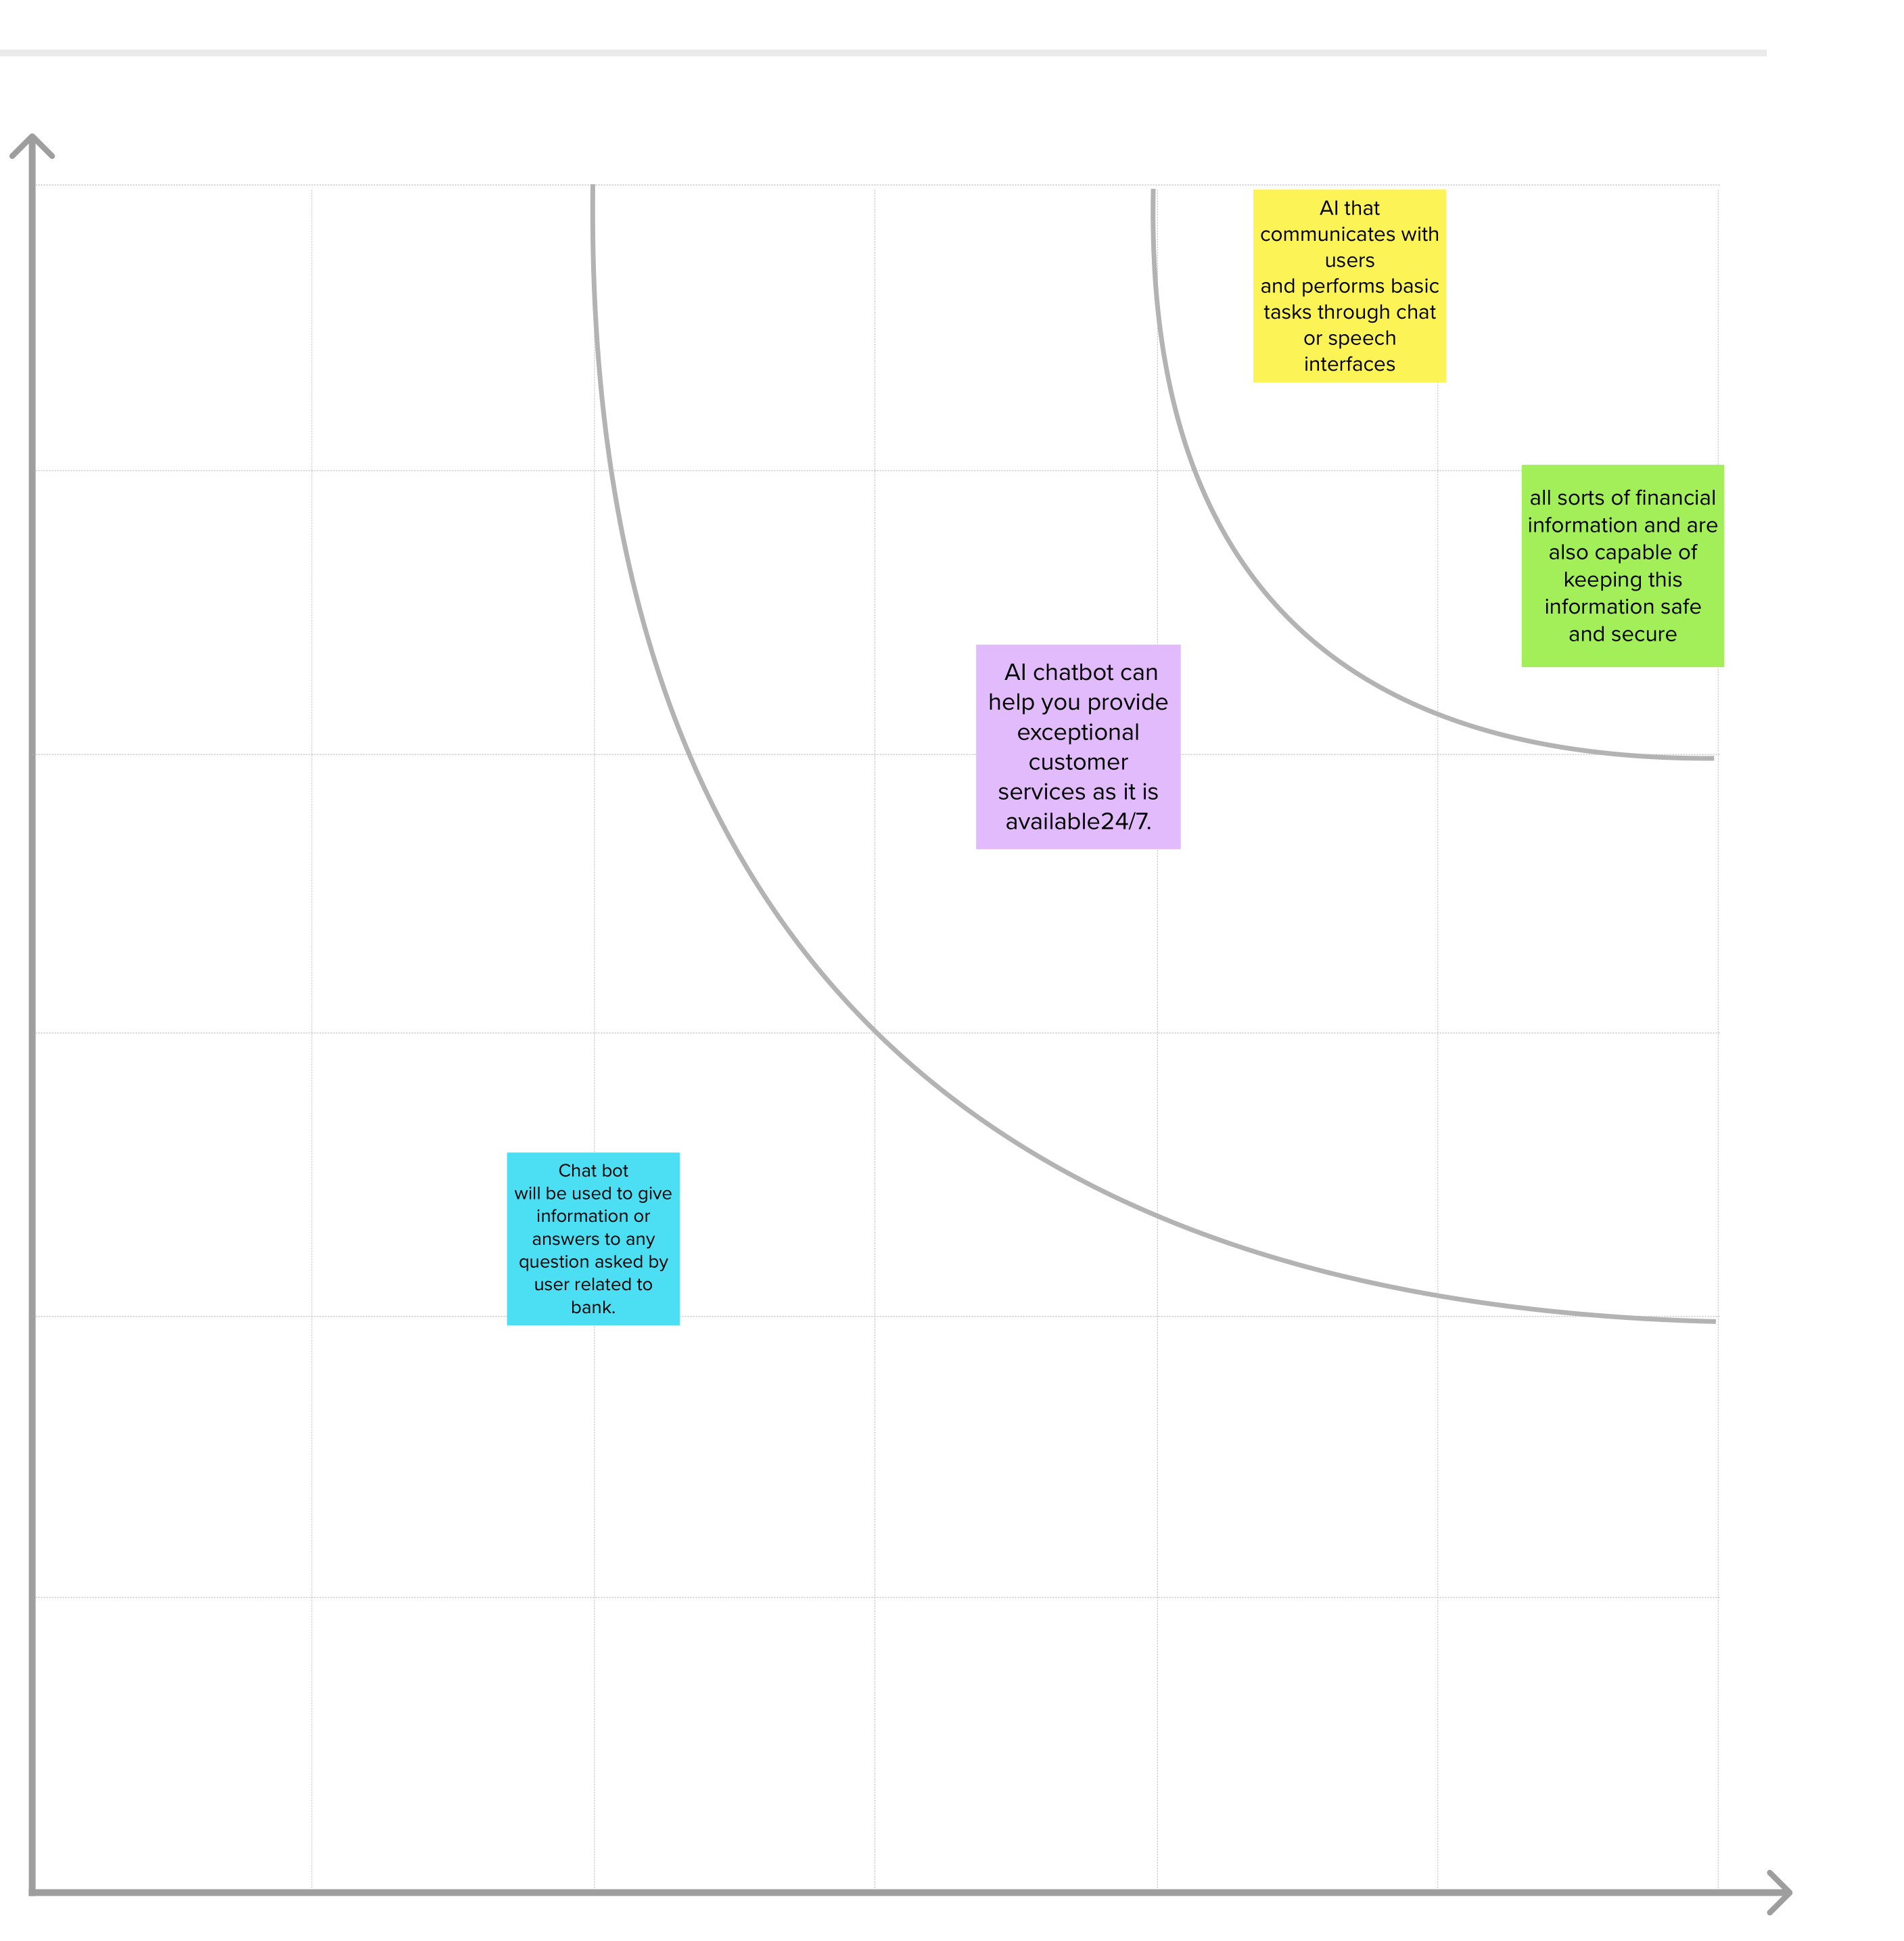 AI that
communicates with
users
and performs basic
tasks through chat
or speech
interfaces
all sorts of financial
information and are
also capable of
keeping this
information safe
and secure
AI chatbot can
help you provide
exceptional
customer
services as it is
available24/7.
Chat bot
will be used to give
information or
answers to any
question asked by
user related to
bank.